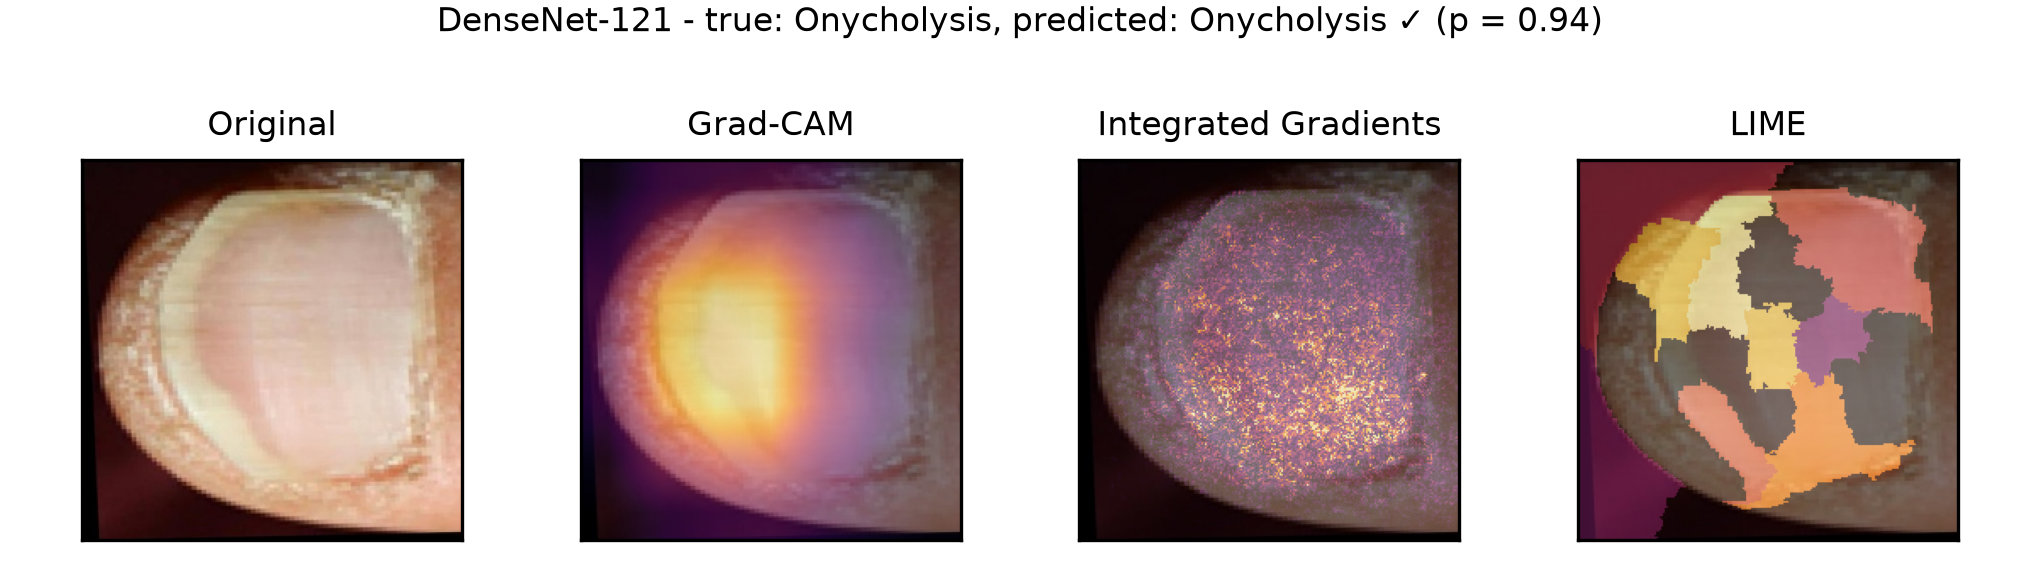 DenseNet-121 - true: Onycholysis, predicted: Onycholysis ✓ (p = 0.94)
Original
Grad-CAM
Integrated Gradients
LIME